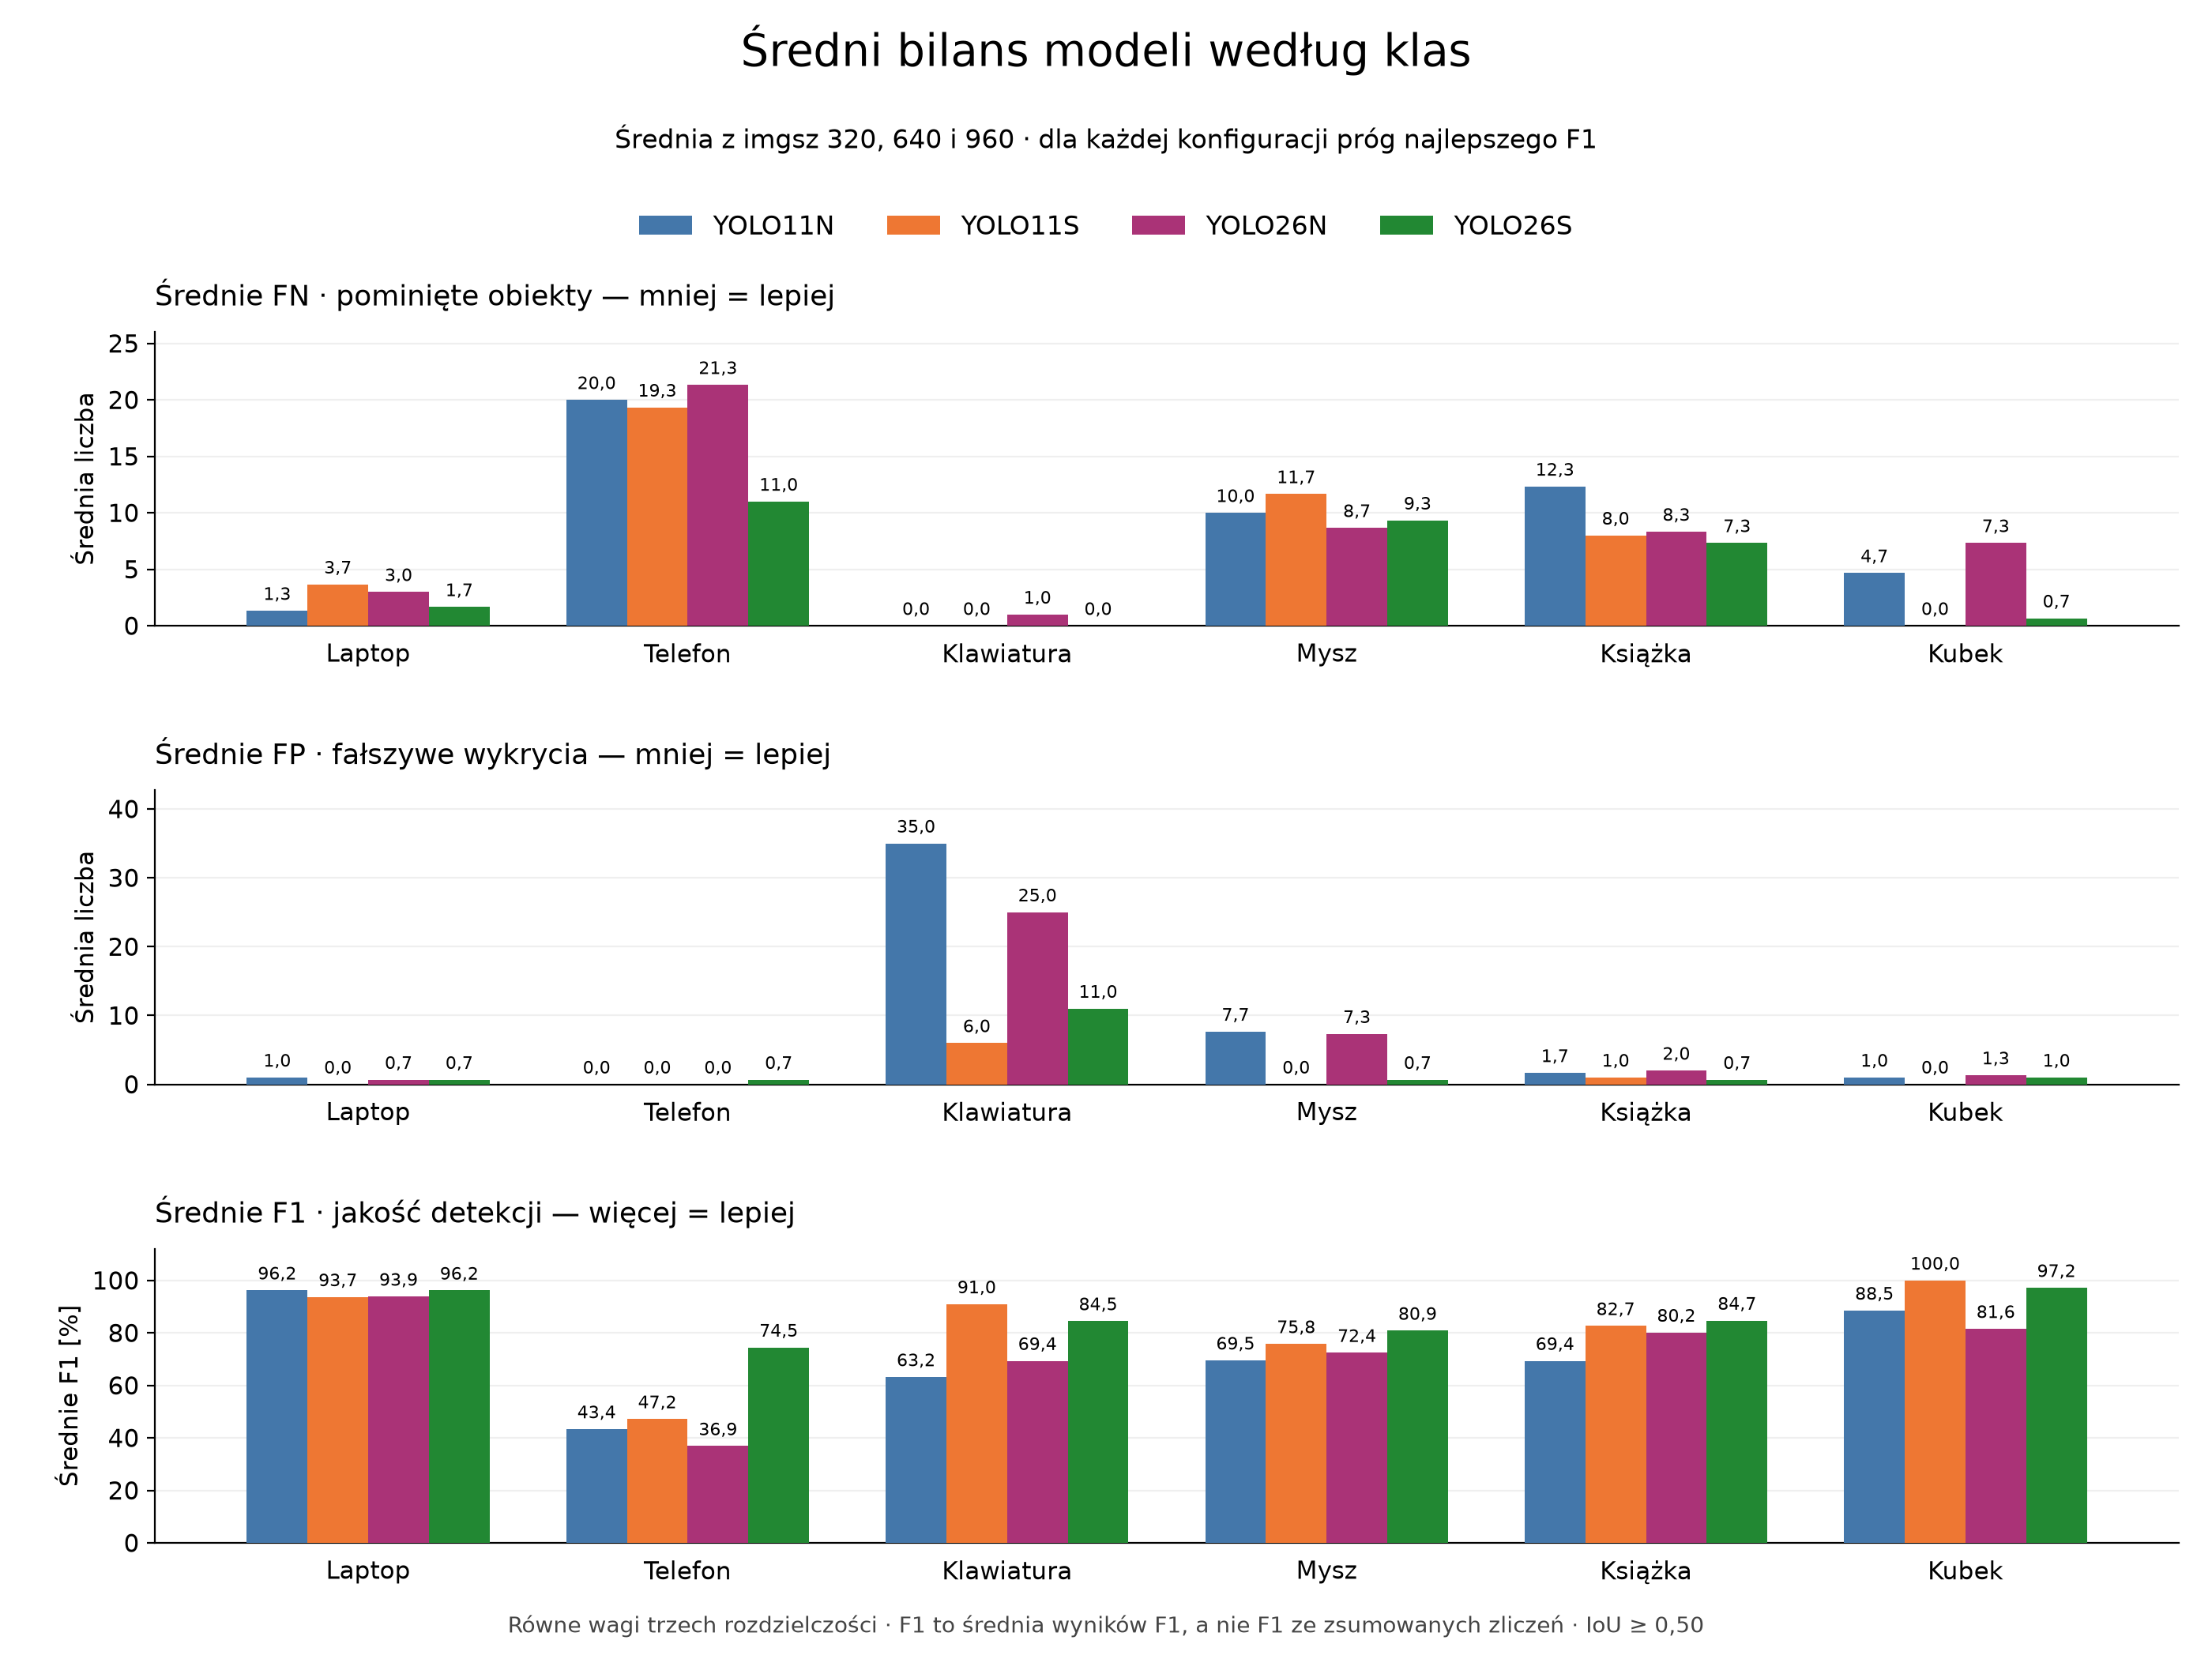 Średni bilans modeli według klas
Średnia z imgsz 320, 640 i 960 · dla każdej konfiguracji próg najlepszego F1
YOLO11N YOLO11S YOLO26N YOLO26S
Średnie FN · pominięte obiekty — mniej = lepiej
Średnia liczba
25
20
15
10
5
0
1,3 3,7 3,0 1,7
20,0 19,3 21,3 11,0
0,0 0,0 1,0 0,0
10,0 11,7 8,7 9,3
12,3 8,0 8,3 7,3
4,7 0,0 7,3 0,7
Laptop Telefon Klawiatura Mysz Książka Kubek
Średnie FP · fałszywe wykrycia — mniej = lepiej
Średnia liczba
40
30
20
10
0
1,0 0,0 0,7 0,7
0,0 0,0 0,0 0,7
35,0 6,0 25,0 11,0
7,7 0,0 7,3 0,7
1,7 1,0 2,0 0,7
1,0 0,0 1,3 1,0
Laptop Telefon Klawiatura Mysz Książka Kubek
Średnie F1 · jakość detekcji — więcej = lepiej
Średnie F1 [%]
100
80
60
40
20
0
96,2 93,7 93,9 96,2
43,4 47,2 36,9 74,5
63,2 91,0 69,4 84,5
69,5 75,8 72,4 80,9
69,4 82,7 80,2 84,7
88,5 100,0 81,6 97,2
Laptop Telefon Klawiatura Mysz Książka Kubek
Równe wagi trzech rozdzielczości · F1 to średnia wyników F1, a nie F1 ze zsumowanych zliczeń · IoU ≥ 0,50